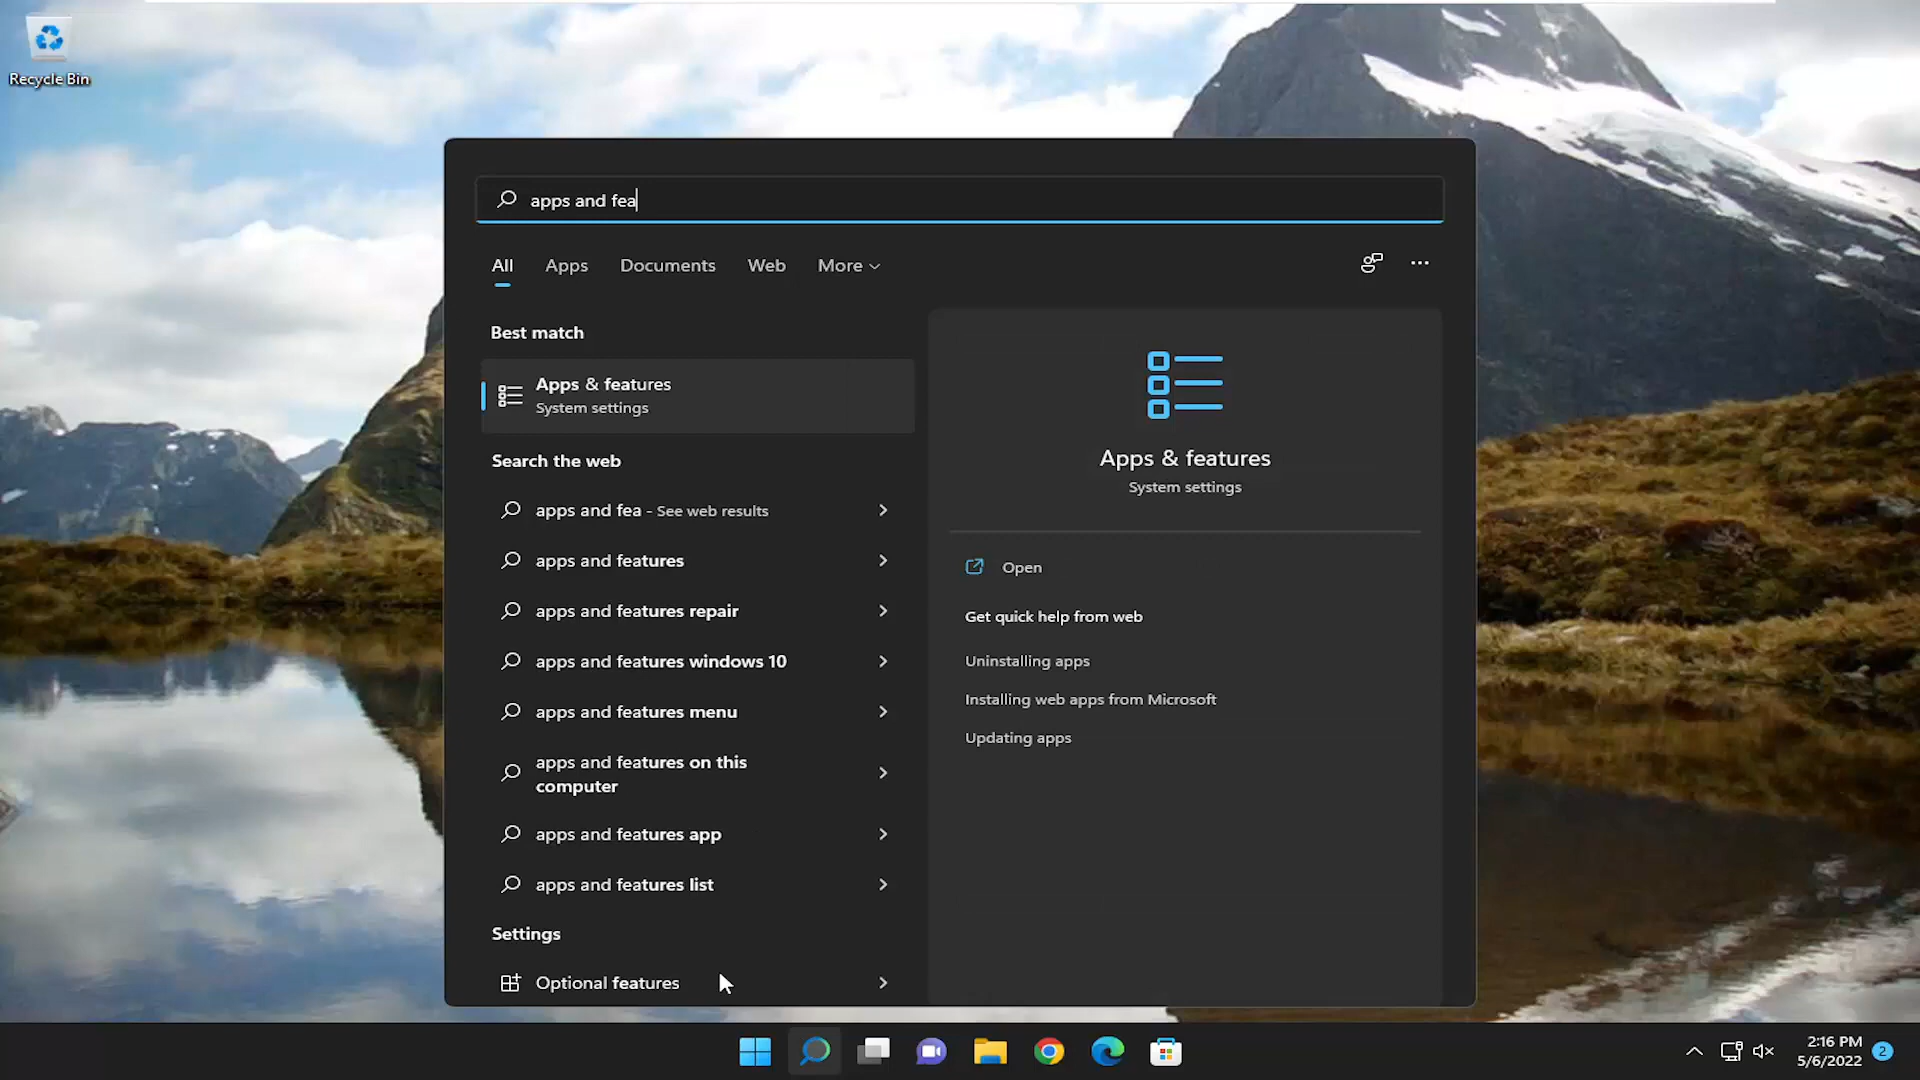 Recycle Bin
apps and fea
All Apps Documents Web More
Best match
Apps & features
System settings
Search the web
apps and fea - See web results
apps and features
apps and features repair
apps and features windows 10
apps and features menu
apps and features on this
computer
apps and features app
apps and features list
Settings
Optional features
Apps & features
System settings
Open
Get quick help from web
Uninstalling apps
Installing web apps from Microsoft
Updating apps
2:16 PM
5/6/2022
2